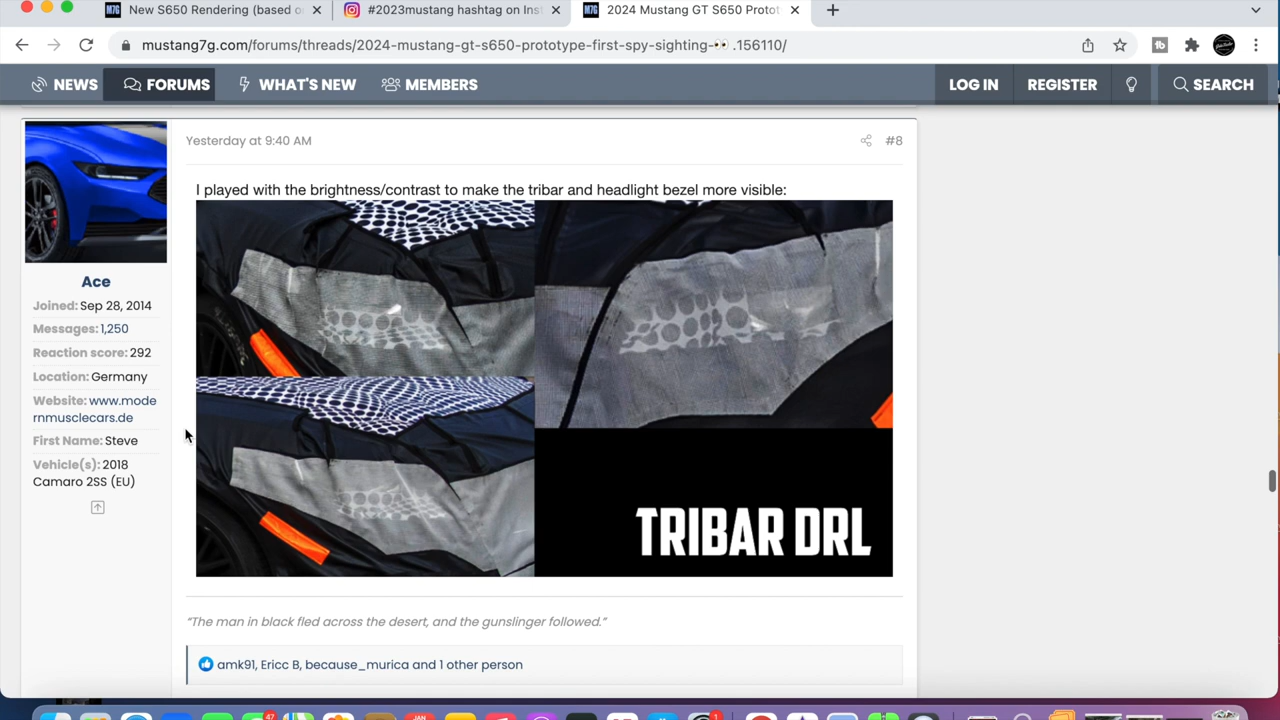 New S650 Rendering (based o
#2023mustang hashtag on Inst
2024 Mustang GT S650 Protot
mustang7g.com/forums/threads/2024-mustang-gt-s650-prototype-first-spy-sighting-👀.156110/
NEWS FORUMS WHAT'S NEW MEMBERS LOG IN REGISTER SEARCH
Yesterday at 9:40 AM #8
I played with the brightness/contrast to make the tribar and headlight bezel more visible:
Ace
Joined: Sep 28, 2014
Messages: 1,250
Reaction score: 292
Location: Germany
Website: www.mode
rnmusclecars.de
First Name: Steve
Vehicle(s): 2018
Camaro 2SS (EU)
TRIBAR DRL
“The man in black fled across the desert, and the gunslinger followed.”
amk91, Ericc B, because_murica and 1 other person
47
JAN
1